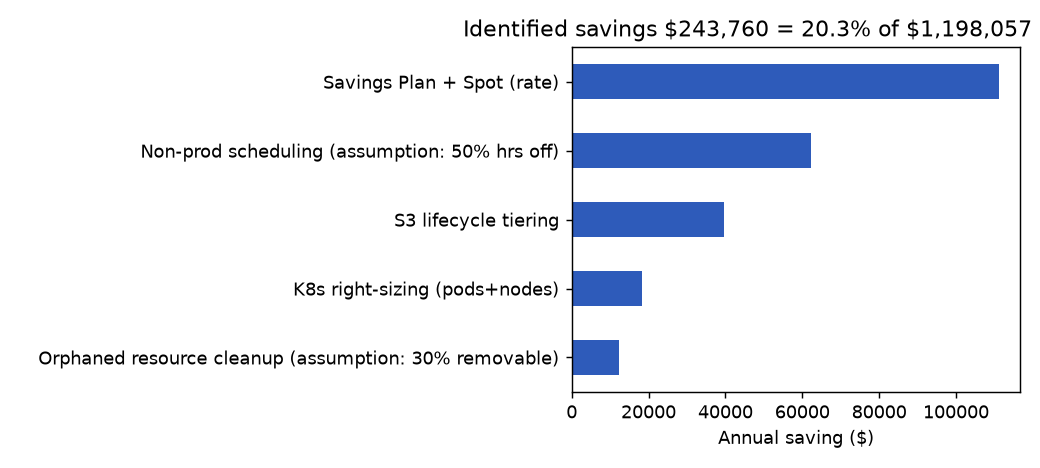 Identified savings $243,760 = 20.3% of $1,198,057
Savings Plan + Spot (rate)
Non-prod scheduling (assumption: 50% hrs off)
S3 lifecycle tiering
K8s right-sizing (pods+nodes)
Orphaned resource cleanup (assumption: 30% removable)
0 20000 40000 60000 80000 100000
Annual saving ($)